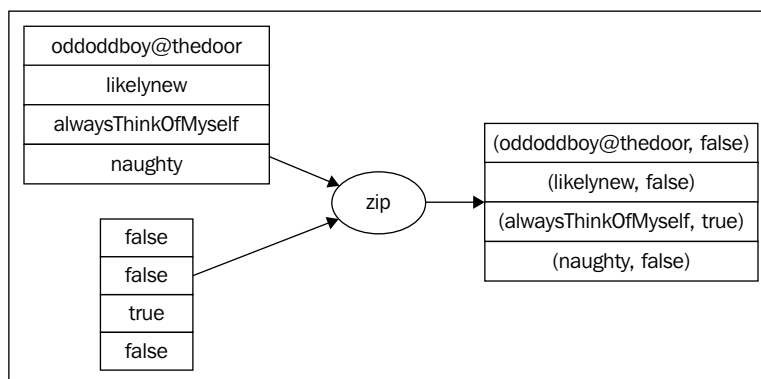 oddoddboy@thedoor
likelynew
alwaysThinkOfMyself
naughty
false
false
true
false
zip
(oddoddboy@thedoor, false)
(likelynew, false)
(alwaysThinkOfMyself, true)
(naughty, false)